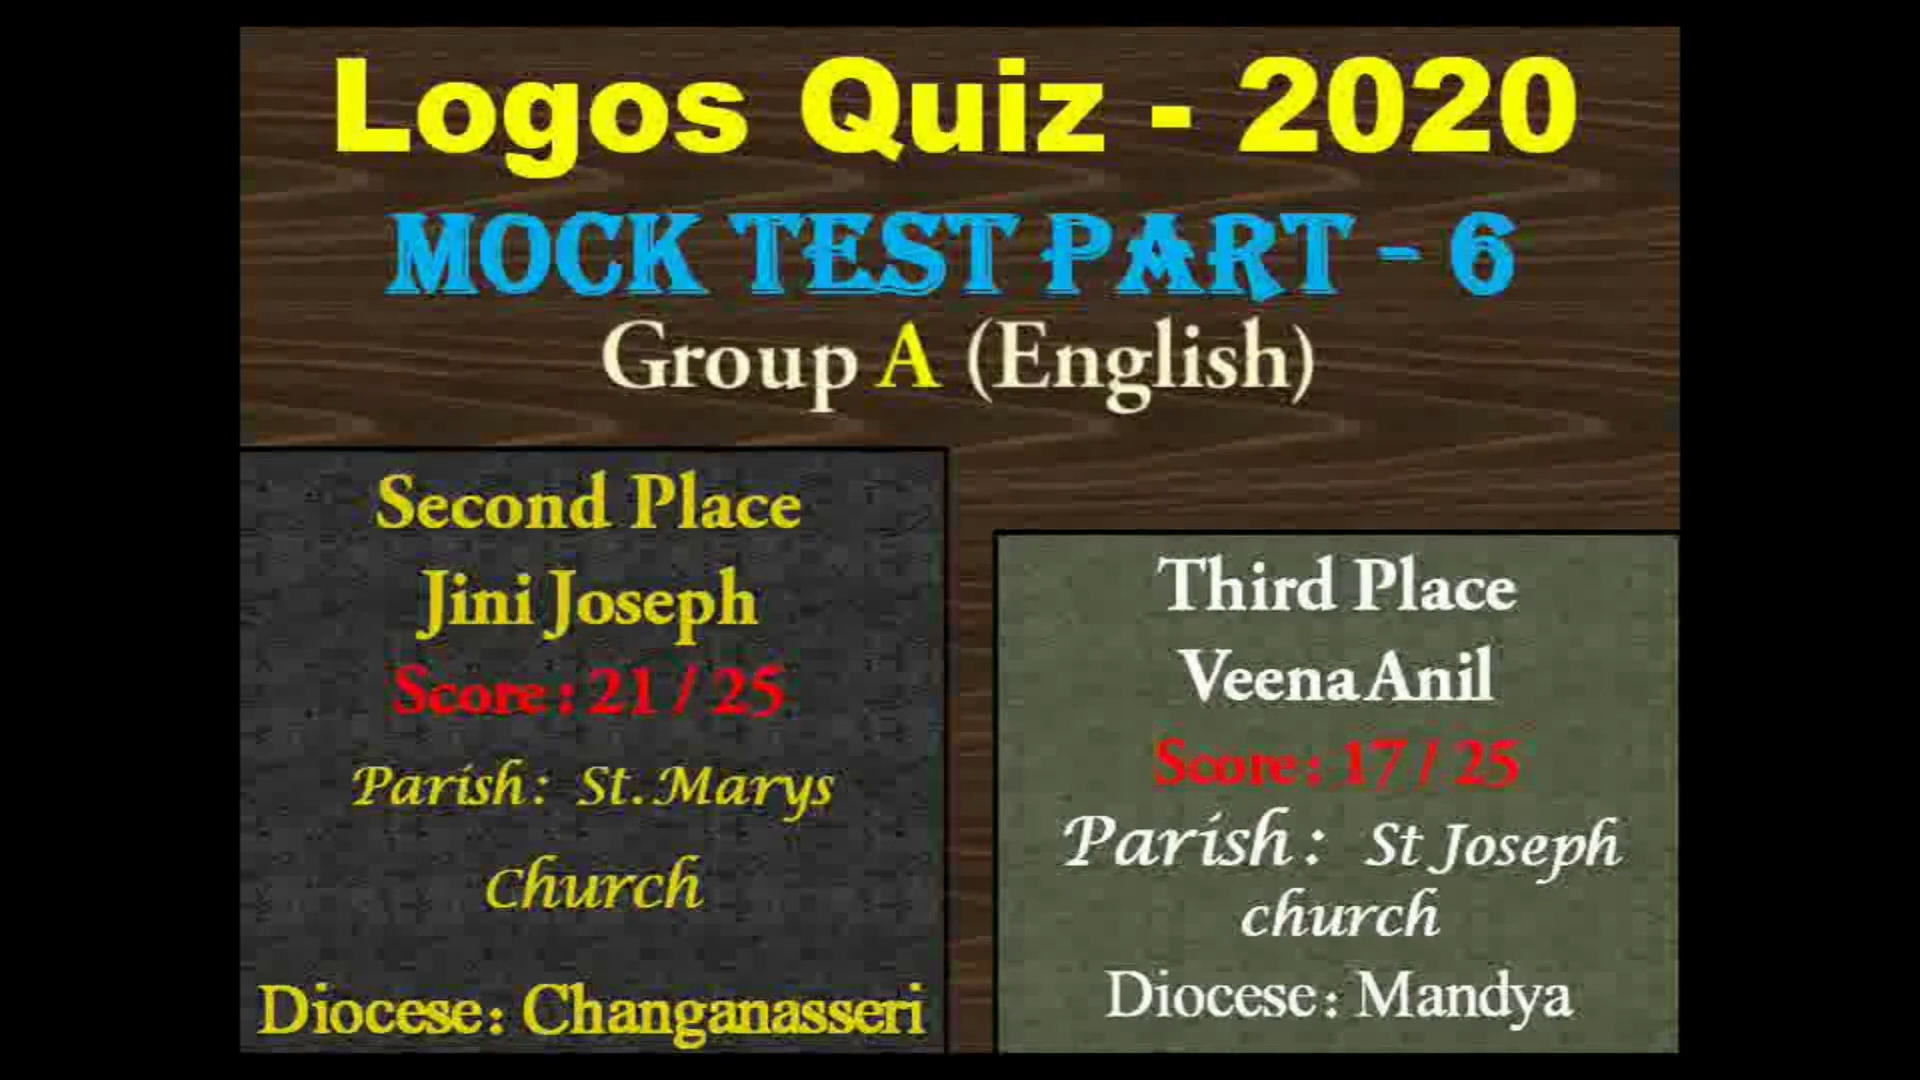 Logos Quiz - 2020
MOCK TEST PART - 6
Group A (English)
Second Place
Jini Joseph
Score: 21 / 25
Parish: St. Marys
Church
Diocese: Changanasseri
Third Place
Veena Anil
Score: 17 / 25
Parish: St Joseph
church
Diocese: Mandya